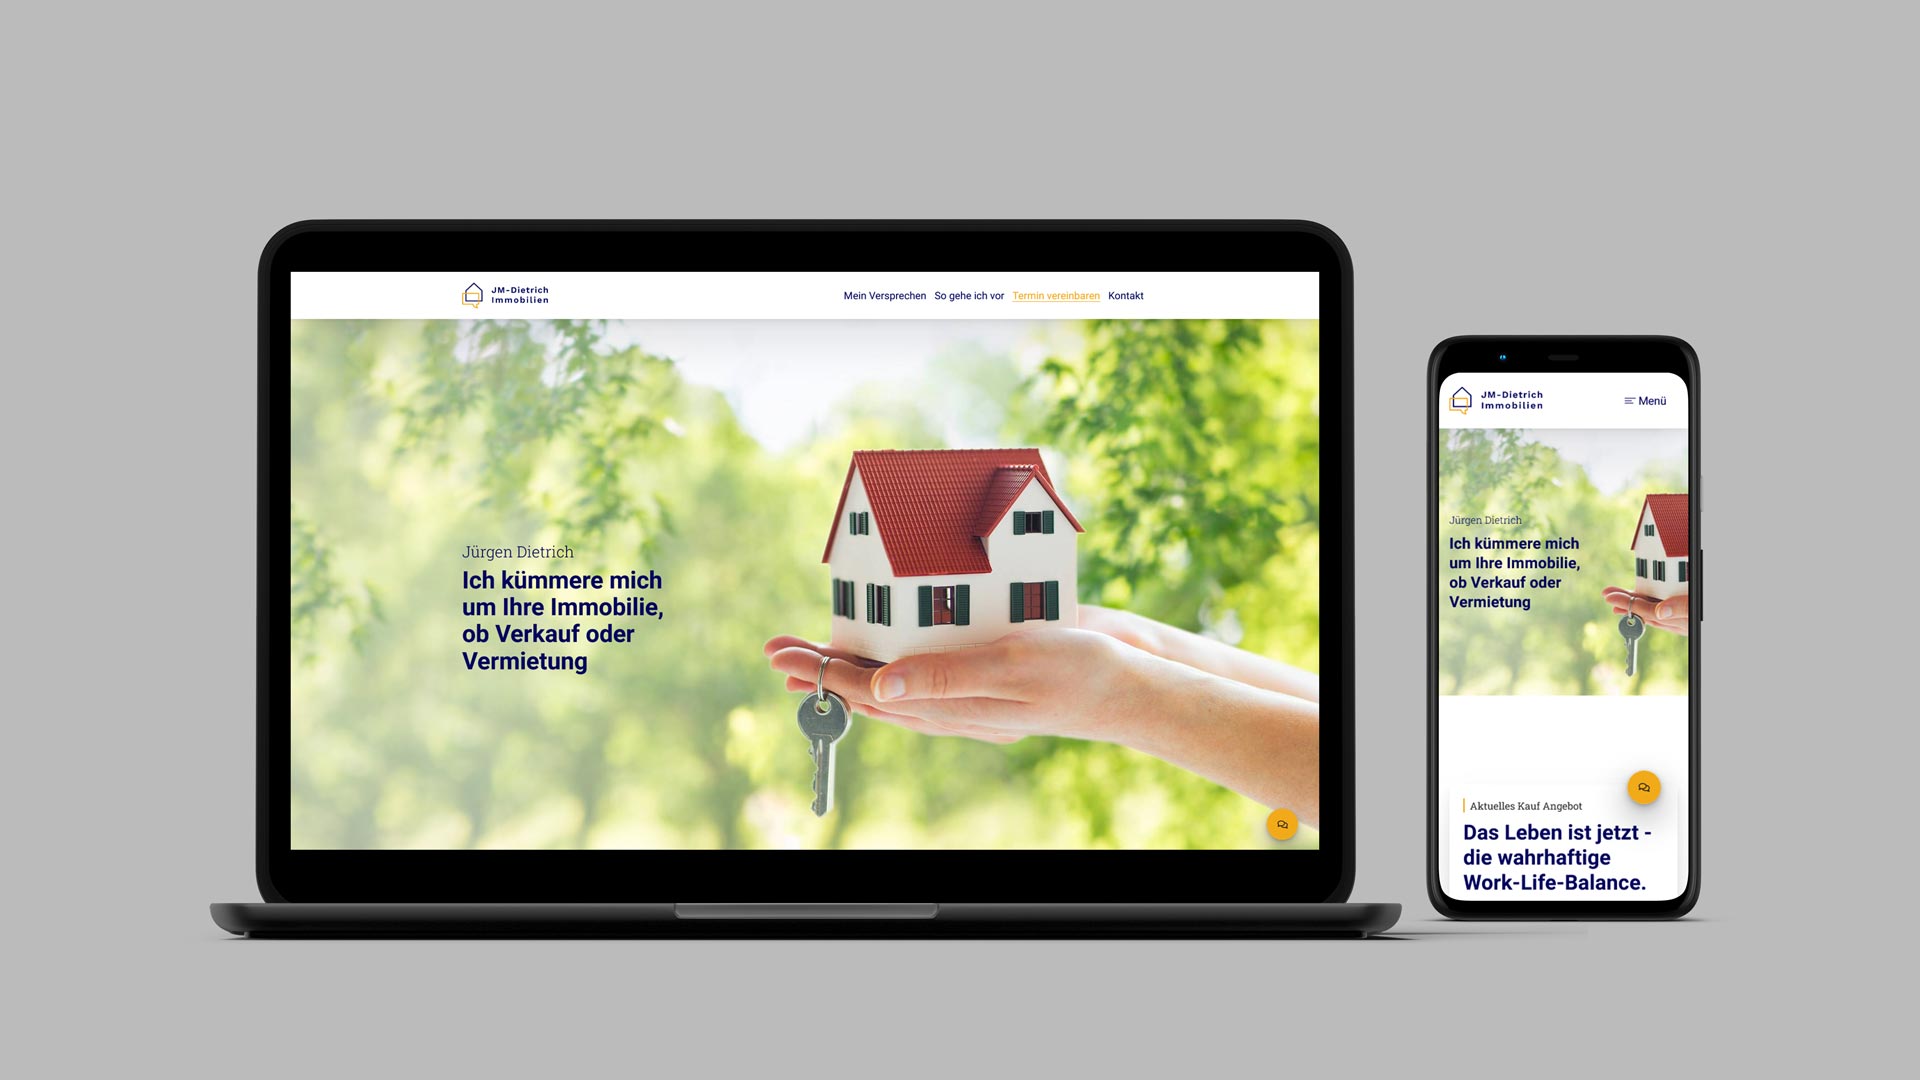 JM-Dietrich
Immobilien
Mein Versprechen So gehe ich vor Termin vereinbaren Kontakt
Jürgen Dietrich
Ich kümmere mich
um Ihre Immobilie,
ob Verkauf oder
Vermietung
JM-Dietrich
Immobilien
Menü
Jürgen Dietrich
Ich kümmere mich
um Ihre Immobilie,
ob Verkauf oder
Vermietung
Aktuelles Kauf Angebot
Das Leben ist jetzt -
die wahrhaftige
Work-Life-Balance.